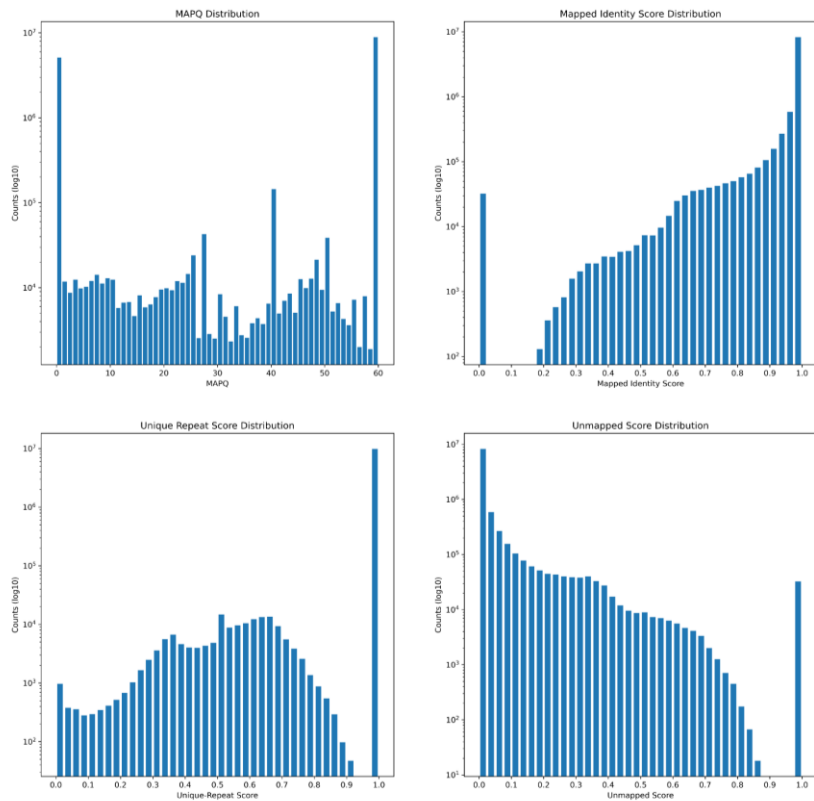 MAPQ Distribution
10^7
10^6
10^5
10^4
Counts (log10)
0 10 20 30 40 50 60
MAPQ
Mapped Identity Score Distribution
10^7
10^6
10^5
10^4
10^3
10^2
Counts (log10)
0.0 0.1 0.2 0.3 0.4 0.5 0.6 0.7 0.8 0.9 1.0
Mapped Identity Score
Unique Repeat Score Distribution
10^7
10^6
10^5
10^4
10^3
10^2
Counts (log10)
0.0 0.1 0.2 0.3 0.4 0.5 0.6 0.7 0.8 0.9 1.0
Unique-Repeat Score
Unmapped Score Distribution
10^7
10^6
10^5
10^4
10^3
10^2
10^1
Counts (log10)
0.0 0.1 0.2 0.3 0.4 0.5 0.6 0.7 0.8 0.9 1.0
Unmapped Score